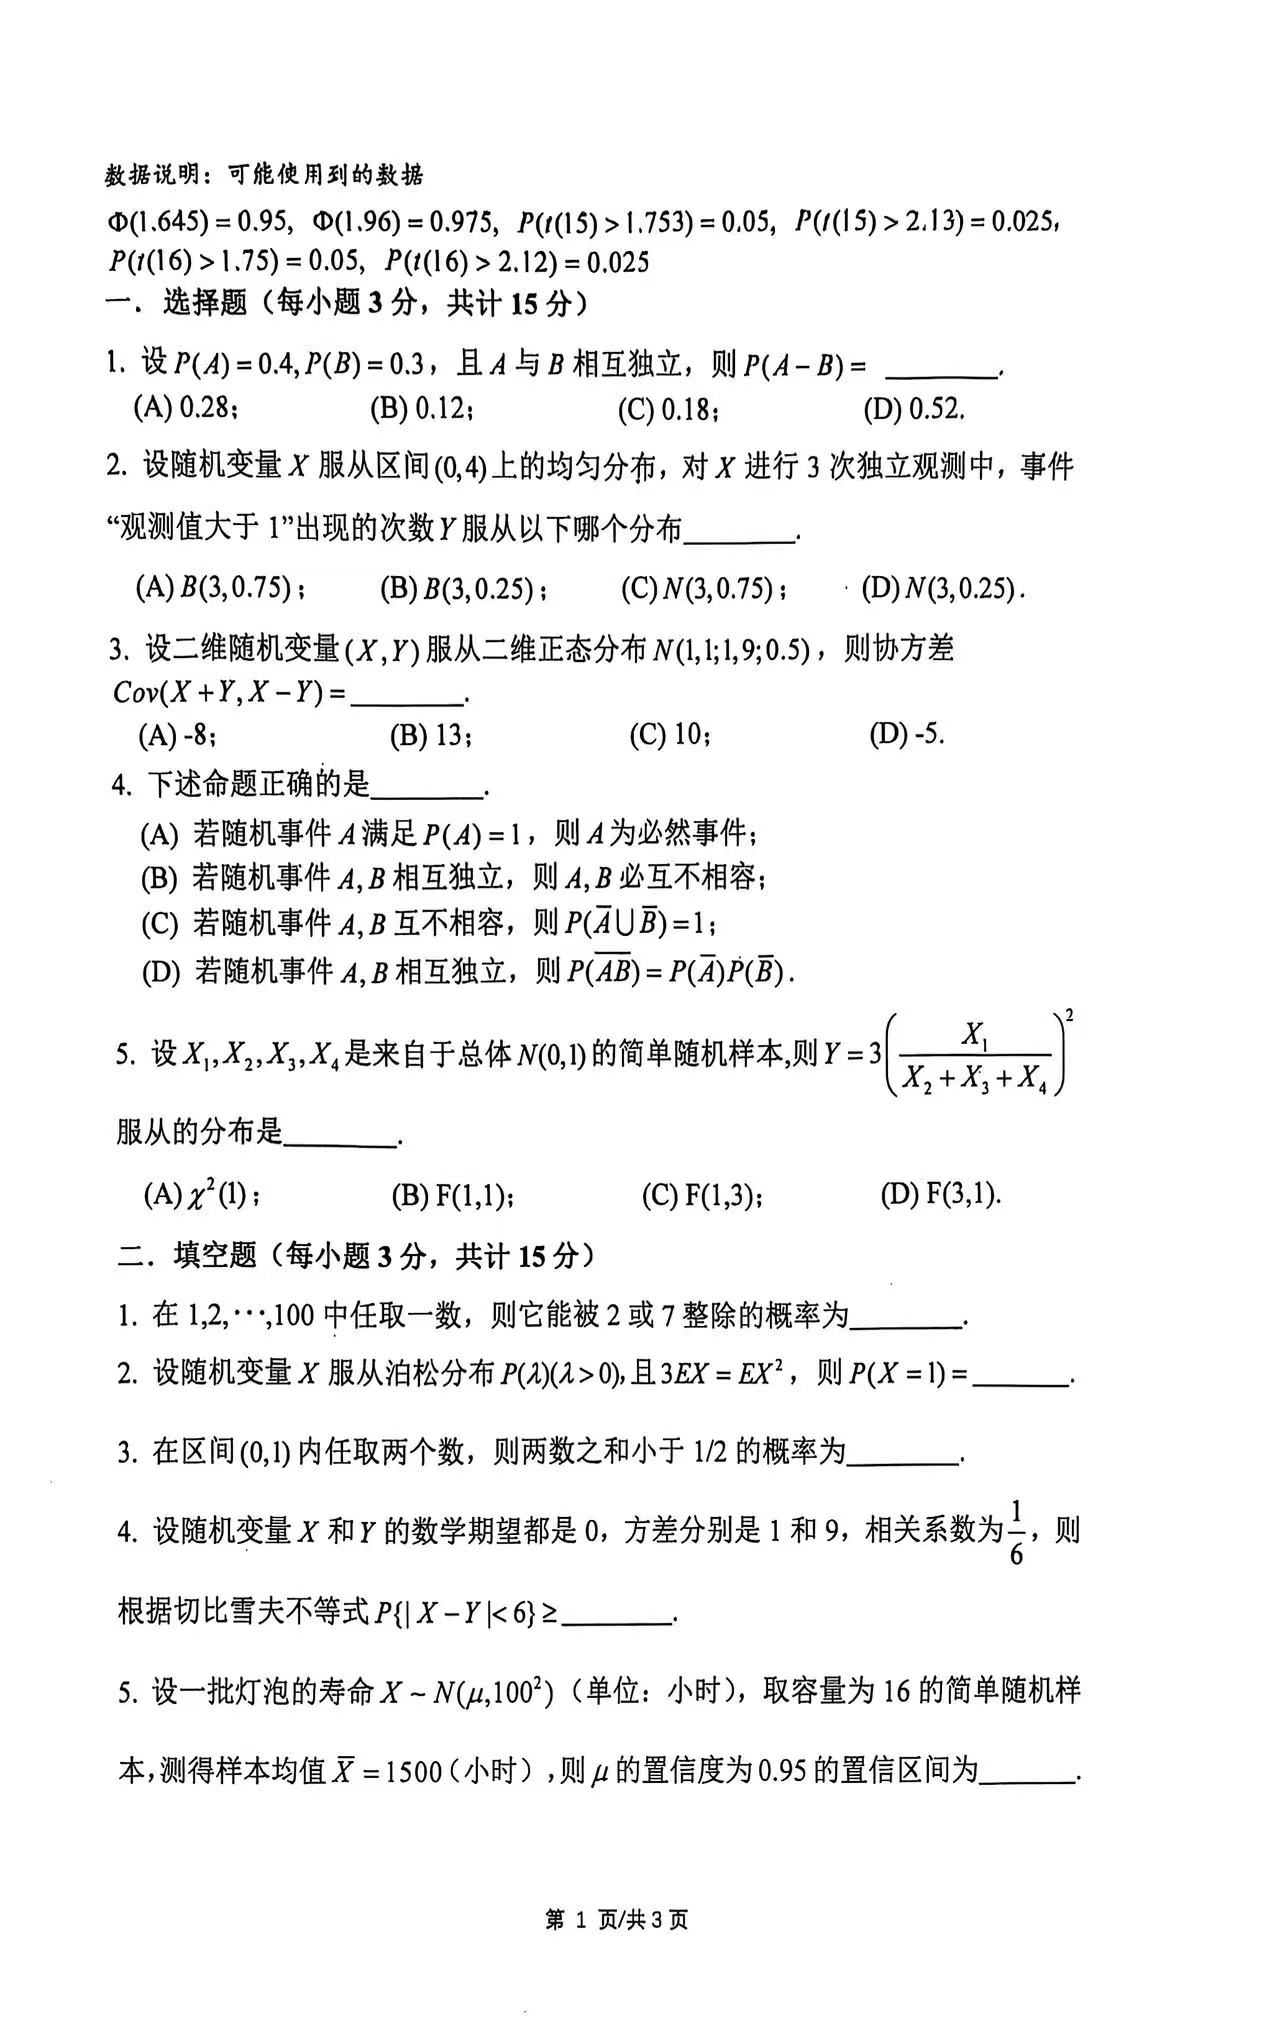 数据说明：可能使用到的数据
Φ(1.645)=0.95, Φ(1.96)=0.975, P(t(15)>1.753)=0.05, P(t(15)>2.13)=0.025,
P(t(16)>1.75)=0.05, P(t(16)>2.12)=0.025
一．选择题（每小题 3 分，共计 15 分）
1. 设 P(A)=0.4, P(B)=0.3，且 A 与 B 相互独立，则 P(A−B)= ________.
(A) 0.28; (B) 0.12; (C) 0.18; (D) 0.52.
2. 设随机变量 X 服从区间 (0,4) 上的均匀分布，对 X 进行 3 次独立观测中，事件
“观测值大于 1”出现的次数 Y 服从以下哪个分布________.
(A) B(3,0.75)； (B) B(3,0.25)； (C) N(3,0.75)； (D) N(3,0.25).
3. 设二维随机变量 (X,Y) 服从二维正态分布 N(1,1;1,9;0.5)，则协方差
Cov(X+Y, X−Y)=________.
(A) -8; (B) 13; (C) 10; (D) -5.
4. 下述命题正确的是________.
(A) 若随机事件 A 满足 P(A)=1，则 A 为必然事件；
(B) 若随机事件 A, B 相互独立，则 A, B 必互不相容；
(C) 若随机事件 A, B 互不相容，则 P(A̅∪B̅)=1；
(D) 若随机事件 A, B 相互独立，则 P(A̅B̅)=P(A̅)P(B̅).
5. 设 X₁,X₂,X₃,X₄ 是来自于总体 N(0,1) 的简单随机样本,则 Y=3(X₁/(X₂+X₃+X₄))²
服从的分布是________.
(A) χ²(1)； (B) F(1,1); (C) F(1,3); (D) F(3,1).
二．填空题（每小题 3 分，共计 15 分）
1. 在 1,2,⋯,100 中任取一数，则它能被 2 或 7 整除的概率为________.
2. 设随机变量 X 服从泊松分布 P(λ)(λ>0),且 3EX=EX²，则 P(X=1)=_______.
3. 在区间 (0,1) 内任取两个数，则两数之和小于 1/2 的概率为________.
4. 设随机变量 X 和 Y 的数学期望都是 0，方差分别是 1 和 9，相关系数为 1/6，则
根据切比雪夫不等式 P{|X−Y|<6}≥________.
5. 设一批灯泡的寿命 X~N(μ,100²)（单位：小时），取容量为 16 的简单随机样
本,测得样本均值 X̅=1500（小时）,则 μ 的置信度为 0.95 的置信区间为_______.
第 1 页/共 3 页